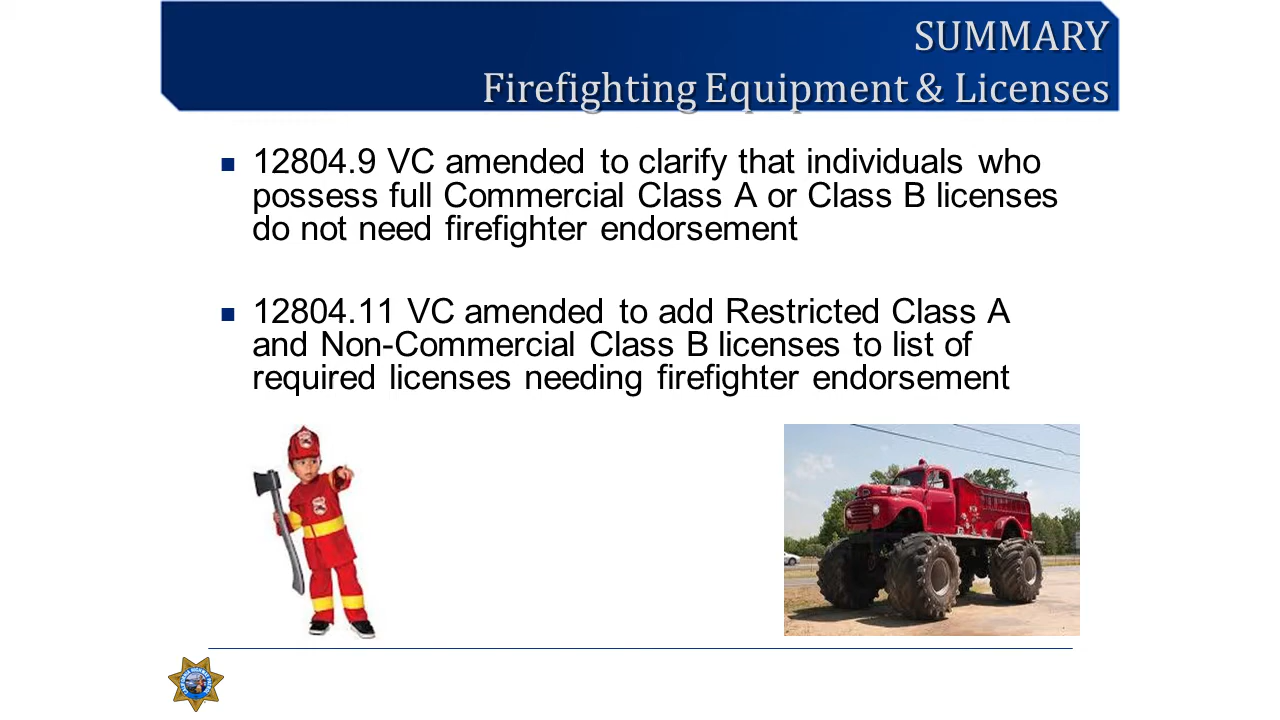 SUMMARY
Firefighting Equipment & Licenses
12804.9 VC amended to clarify that individuals who
possess full Commercial Class A or Class B licenses
do not need firefighter endorsement
12804.11 VC amended to add Restricted Class A
and Non-Commercial Class B licenses to list of
required licenses needing firefighter endorsement